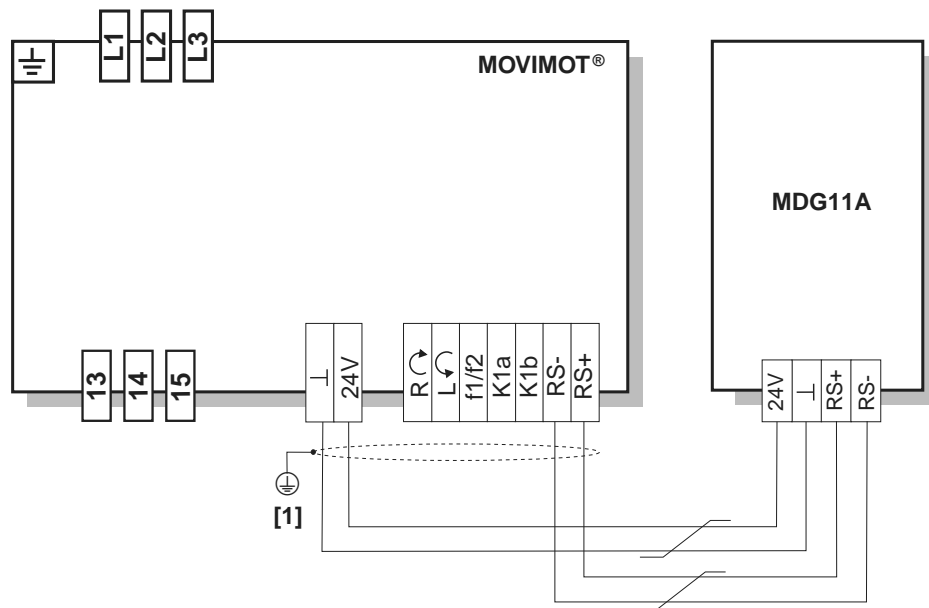 L1
L2
L3
MOVIMOT®
MDG11A
13
14
15
⊥
24V
R
L
f1/f2
K1a
K1b
RS-
RS+
24V
⊥
RS+
RS-
[1]